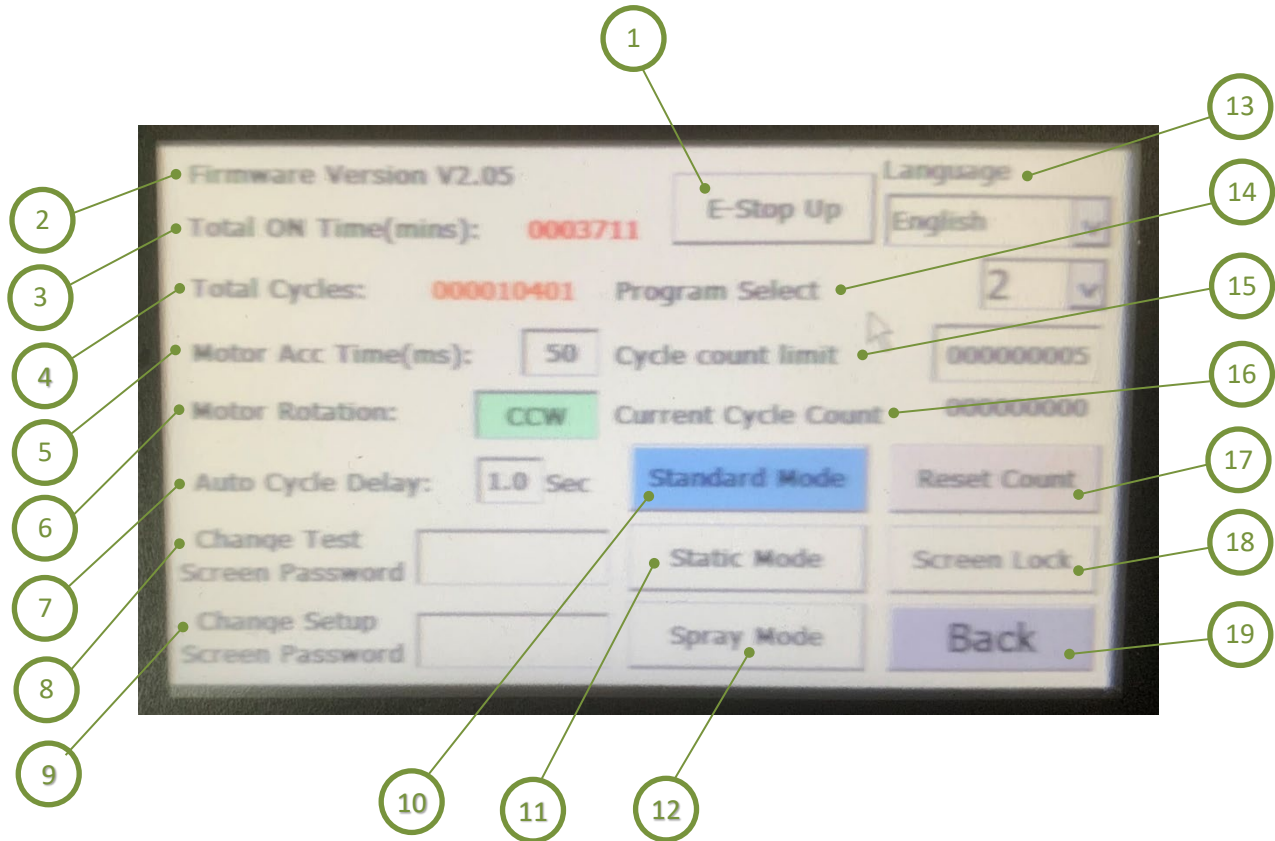 1
13
Firmware Version V2.05
E-Stop Up
Language
English
14
2
Total ON Time(mins): 0003711
3
Total Cycles: 000010401 Program Select 2
15
4
Motor Acc Time(ms): 50 Cycle count limit 000000005
16
5
Motor Rotation: CCW Current Cycle Count 000000000
17
6
Auto Cycle Delay: 1.0 Sec Standard Mode Reset Count
18
7
Change Test
Screen Password
Static Mode Screen Lock
19
8
Change Setup
Screen Password
Spray Mode Back
9
10
11
12